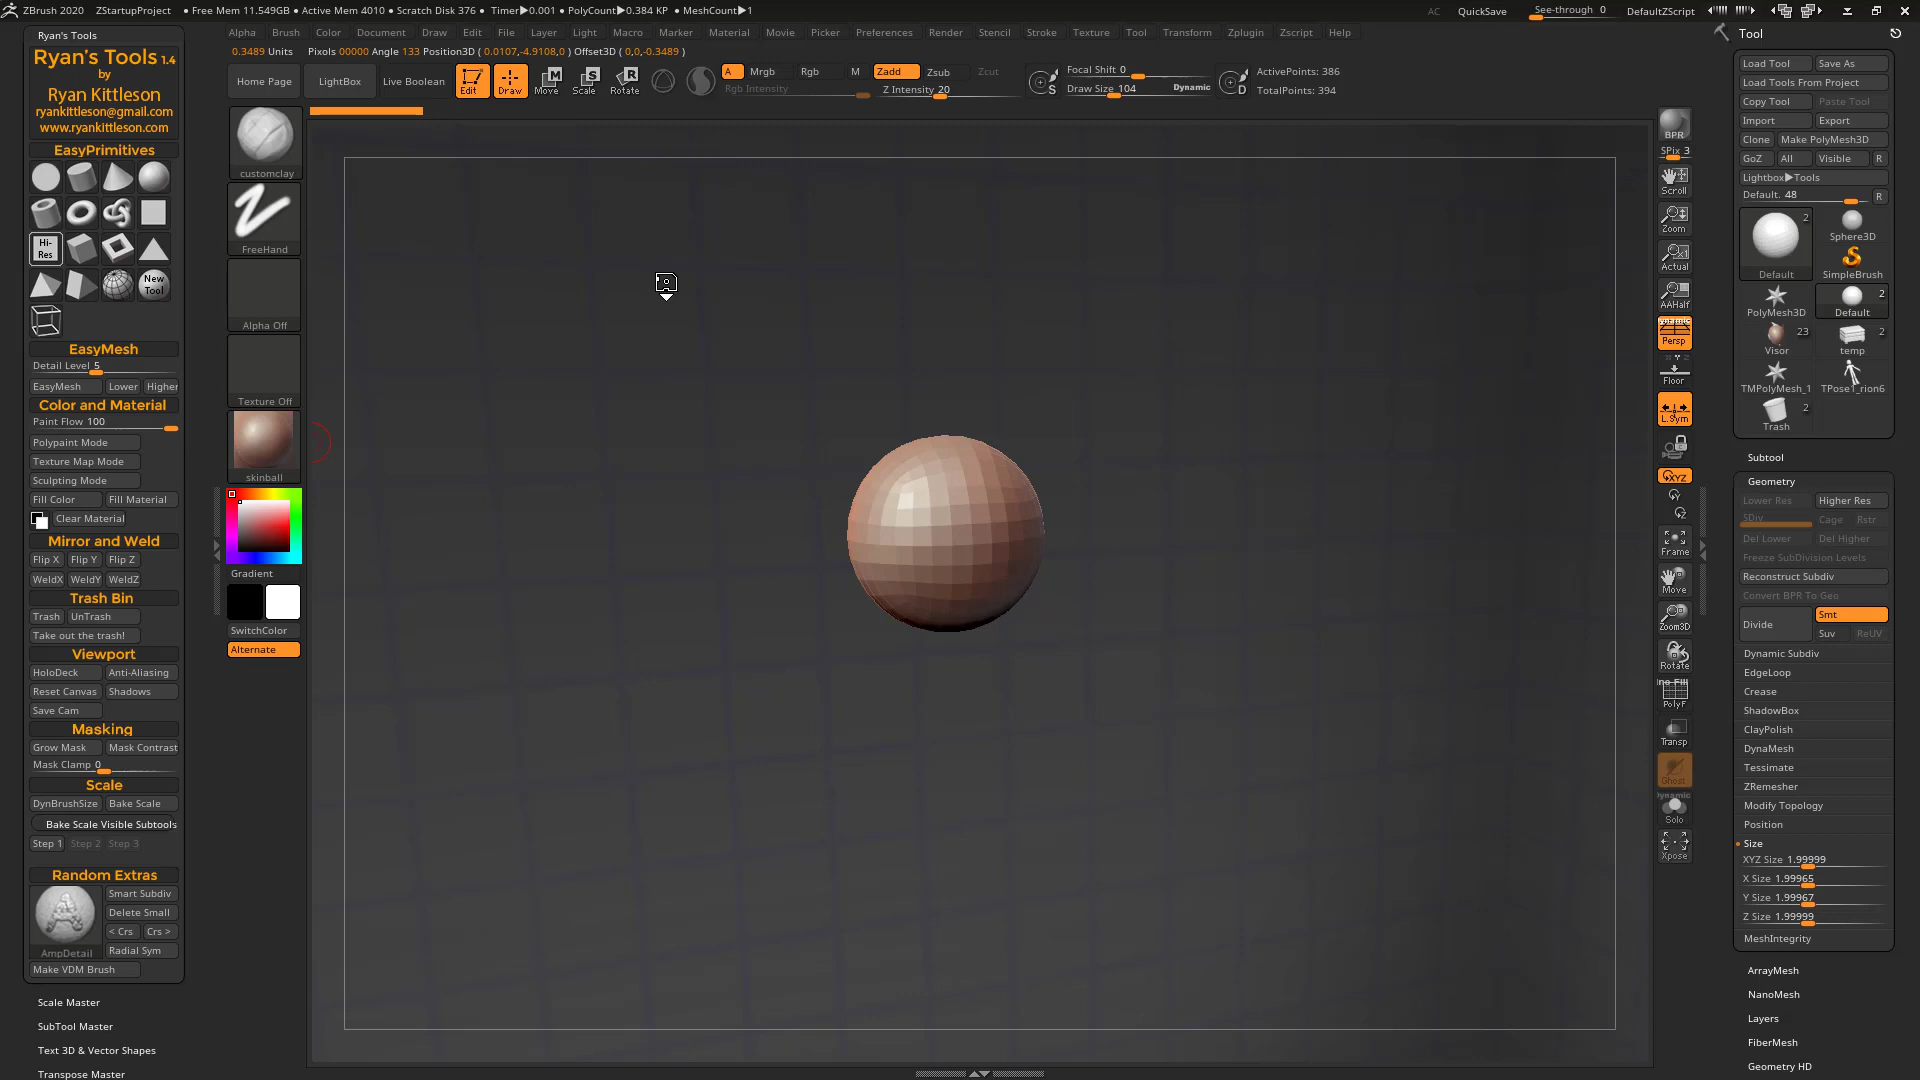 ZBrush 2020 ZStartupProject • Free Mem 11.549GB • Active Mem 4010 • Scratch Disk 376 • Timer▶0.001 • PolyCount▶0.384 KP • MeshCount▶1 AC QuickSave See-through 0 DefaultZScript
Alpha Brush Color Document Draw Edit File Layer Light Macro Marker Material Movie Picker Preferences Render Stencil Stroke Texture Tool Transform Zplugin Zscript Help
0.3489 Units Pixels 00000 Angle 133 Position3D ( 0.0107,-4.9108,0 ) Offset3D ( 0,0,-0.3489 )
Home Page LightBox Live Boolean Edit Draw Move Scale Rotate
A Mrgb Rgb M Zadd Zsub Zcut
Rgb Intensity Z Intensity 20
S Focal Shift 0
Draw Size 104 Dynamic
D ActivePoints: 386
TotalPoints: 394
Ryan's Tools
Ryan's Tools 1.4
by
Ryan Kittleson
ryankittleson@gmail.com
www.ryankittleson.com
EasyPrimitives
Hi-Res
New Tool
EasyMesh
Detail Level 5
EasyMesh Lower Higher
Color and Material
Paint Flow 100
Polypaint Mode
Texture Map Mode
Sculpting Mode
Fill Color Fill Material
Clear Material
Mirror and Weld
Flip X Flip Y Flip Z
WeldX WeldY WeldZ
Trash Bin
Trash UnTrash
Take out the trash!
Viewport
HoloDeck Anti-Aliasing
Reset Canvas Shadows
Save Cam
Masking
Grow Mask Mask Contrast
Mask Clamp 0
Scale
DynBrushSize Bake Scale
Bake Scale Visible Subtools
Step 1 Step 2 Step 3
Random Extras
Smart Subdiv
Delete Small
< Crs Crs >
AmpDetail Radial Sym
Make VDM Brush
Scale Master
SubTool Master
Text 3D & Vector Shapes
Transpose Master
customclay
FreeHand
Alpha Off
Texture Off
skinball
Gradient
SwitchColor
Alternate
BPR
SPix 3
Scroll
Zoom
Actual
AAHalf
Dynamic
Persp
Floor
L.Sym
XYZ
Y
Z
Frame
Move
Zoom3D
Rotate
PolyF
Transp
Ghost
Dynamic
Solo
Xpose
Tool
Load Tool Save As
Load Tools From Project
Copy Tool Paste Tool
Import Export
Clone Make PolyMesh3D
GoZ All Visible R
Lightbox▶Tools
Default. 48 R
2
Default
Sphere3D
SimpleBrush
PolyMesh3D
2
Default
23
Visor
2
temp
TMPolyMesh_1 TPose1_rion6
2
Trash
Subtool
Geometry
Lower Res Higher Res
SDiv Cage Rstr
Del Lower Del Higher
Freeze SubDivision Levels
Reconstruct Subdiv
Convert BPR To Geo
Divide Smt
Suv ReUV
Dynamic Subdiv
EdgeLoop
Crease
ShadowBox
ClayPolish
DynaMesh
Tessimate
ZRemesher
Modify Topology
Position
Size
XYZ Size 1.99999
X Size 1.99965
Y Size 1.99967
Z Size 1.99999
MeshIntegrity
ArrayMesh
NanoMesh
Layers
FiberMesh
Geometry HD